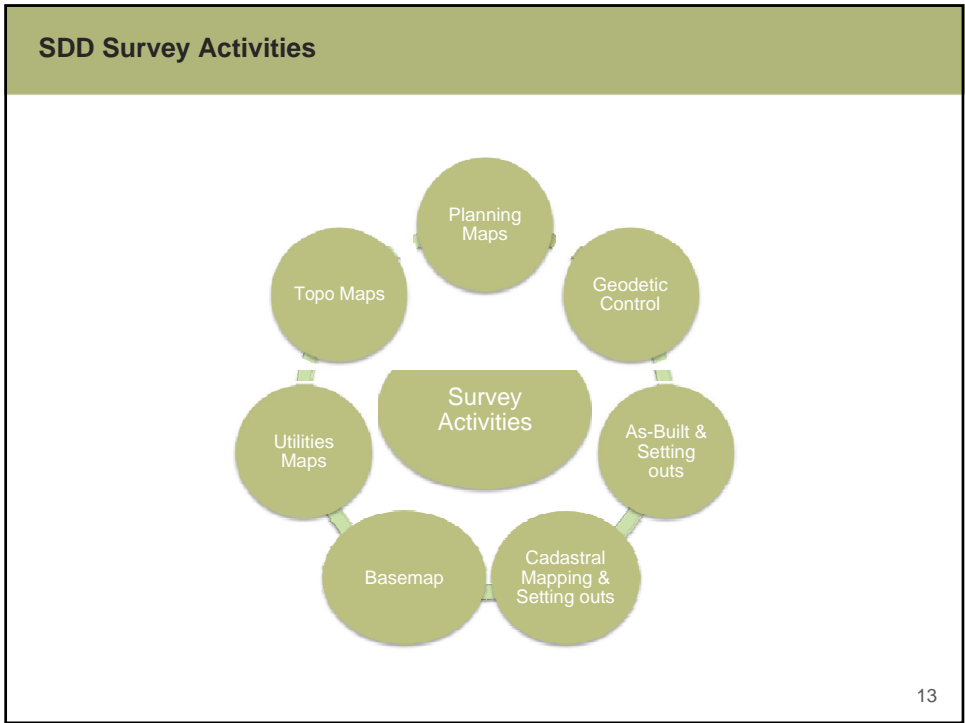 SDD Survey Activities
Planning
Maps
Geodetic
Control
As-Built &
Setting
outs
Cadastral
Mapping &
Setting outs
Basemap
Utilities
Maps
Topo Maps
Survey
Activities
13